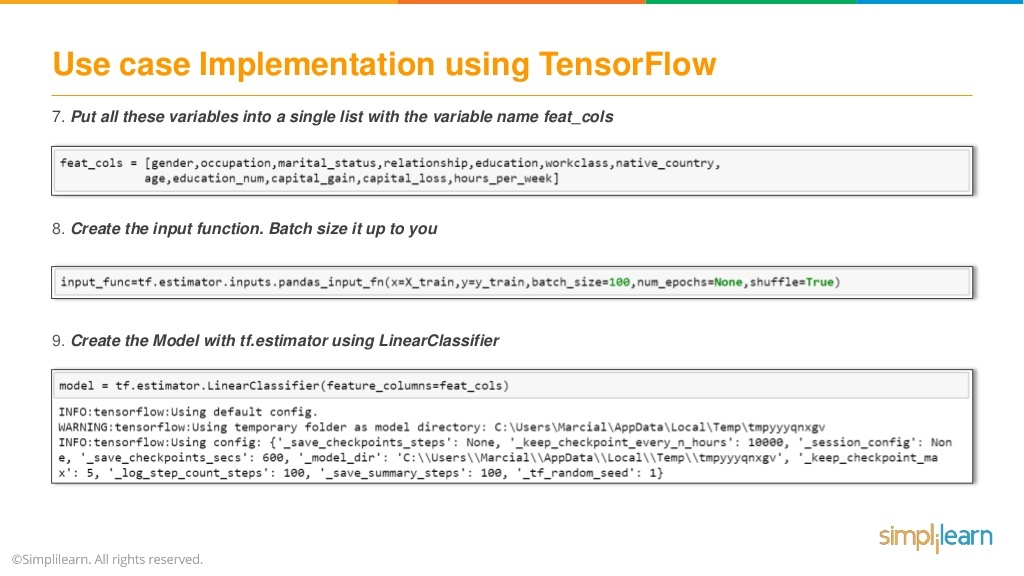 Use case Implementation using TensorFlow
7. Put all these variables into a single list with the variable name feat_cols
feat_cols = [gender,occupation,marital_status,relationship,education,workclass,native_country,
age,education_num,capital_gain,capital_loss,hours_per_week]
8. Create the input function. Batch size it up to you
input_func=tf.estimator.inputs.pandas_input_fn(x=X_train,y=y_train,batch_size=100,num_epochs=None,shuffle=True)
9. Create the Model with tf.estimator using LinearClassifier
model = tf.estimator.LinearClassifier(feature_columns=feat_cols)
INFO:tensorflow:Using default config.
WARNING:tensorflow:Using temporary folder as model directory: C:\Users\Marcial\AppData\Local\Temp\tmpyyyqnxgv
INFO:tensorflow:Using config: {'_save_checkpoints_steps': None, '_keep_checkpoint_every_n_hours': 10000, '_session_config': Non
e, '_save_checkpoints_secs': 600, '_model_dir': 'C:\\Users\\Marcial\\AppData\\Local\\Temp\\tmpyyyqnxgv', '_keep_checkpoint_ma
x': 5, '_log_step_count_steps': 100, '_save_summary_steps': 100, '_tf_random_seed': 1}
simplilearn
©Simplilearn. All rights reserved.